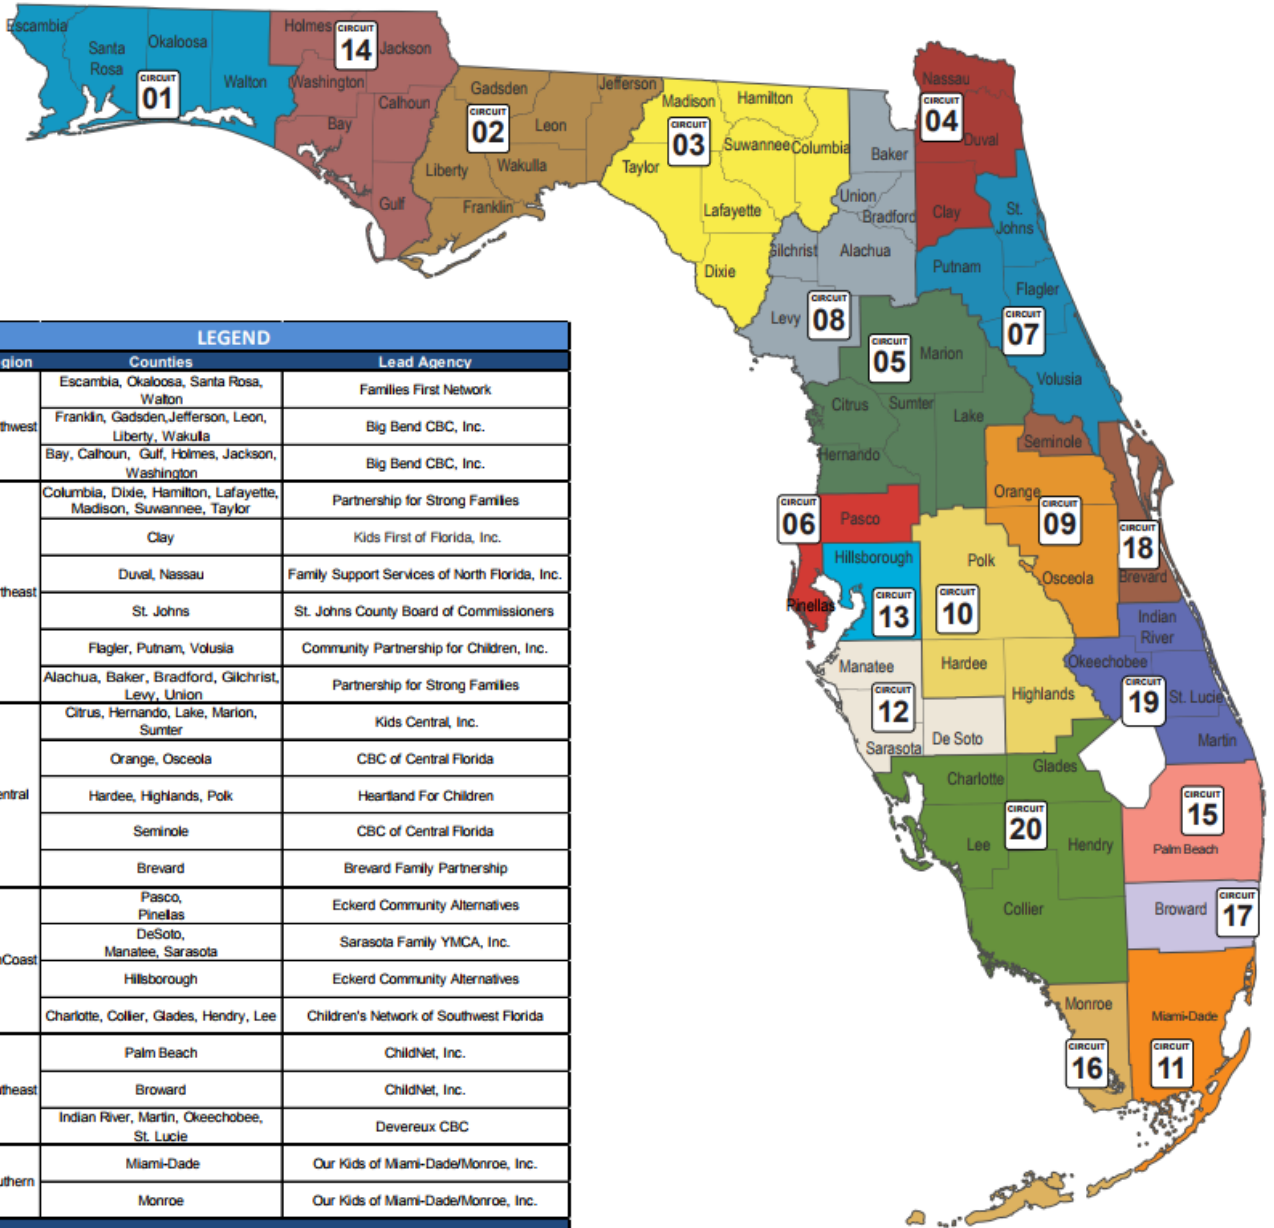 Escambia
Santa
Rosa
Okaloosa
Walton
CIRCUIT
01
Holmes
CIRCUIT
14
Jackson
Washington
Calhoun
Bay
Gulf
Gadsden
Jefferson
CIRCUIT
02
Leon
Liberty
Wakulla
Franklin
Madison
Hamilton
CIRCUIT
03
Suwannee
Columbia
Taylor
Lafayette
Dixie
Nassau
CIRCUIT
04
Duval
Clay
Baker
Union
Bradford
Gilchrist
Alachua
Levy
CIRCUIT
08
St.
Johns
Putnam
Flagler
CIRCUIT
07
Volusia
CIRCUIT
05
Marion
Citrus
Sumter
Lake
Hernando
Seminole
Orange
CIRCUIT
09
Osceola
CIRCUIT
18
Brevard
CIRCUIT
06
Pasco
Pinellas
Hillsborough
CIRCUIT
13
Polk
CIRCUIT
10
Hardee
Highlands
Manatee
CIRCUIT
12
Sarasota
De Soto
Indian
River
Okeechobee
CIRCUIT
19
St. Lucie
Martin
Charlotte
Glades
CIRCUIT
20
Lee
Hendry
Collier
CIRCUIT
15
Palm Beach
Broward
CIRCUIT
17
Monroe
CIRCUIT
16
Miami-Dade
CIRCUIT
11
LEGEND
gion Counties Lead Agency
thwest
Escambia, Okaloosa, Santa Rosa,
Walton
Families First Network
Franklin, Gadsden,Jefferson, Leon,
Liberty, Wakulla
Big Bend CBC, Inc.
Bay, Calhoun, Gulf, Holmes, Jackson,
Washington
Big Bend CBC, Inc.
theast
Columbia, Dixie, Hamilton, Lafayette,
Madison, Suwannee, Taylor
Partnership for Strong Families
Clay Kids First of Florida, Inc.
Duval, Nassau Family Support Services of North Florida, Inc.
St. Johns St. Johns County Board of Commissioners
Flagler, Putnam, Volusia Community Partnership for Children, Inc.
Alachua, Baker, Bradford, Gilchrist,
Levy, Union
Partnership for Strong Families
entral
Citrus, Hernando, Lake, Marion,
Sumter
Kids Central, Inc.
Orange, Osceola CBC of Central Florida
Hardee, Highlands, Polk Heartland For Children
Seminole CBC of Central Florida
Brevard Brevard Family Partnership
nCoast
Pasco,
Pinellas
Eckerd Community Alternatives
DeSoto,
Manatee, Sarasota
Sarasota Family YMCA, Inc.
Hillsborough Eckerd Community Alternatives
Charlotte, Collier, Glades, Hendry, Lee Children's Network of Southwest Florida
theast
Palm Beach ChildNet, Inc.
Broward ChildNet, Inc.
Indian River, Martin, Okeechobee,
St. Lucie
Devereux CBC
uthern
Miami-Dade Our Kids of Miami-Dade/Monroe, Inc.
Monroe Our Kids of Miami-Dade/Monroe, Inc.